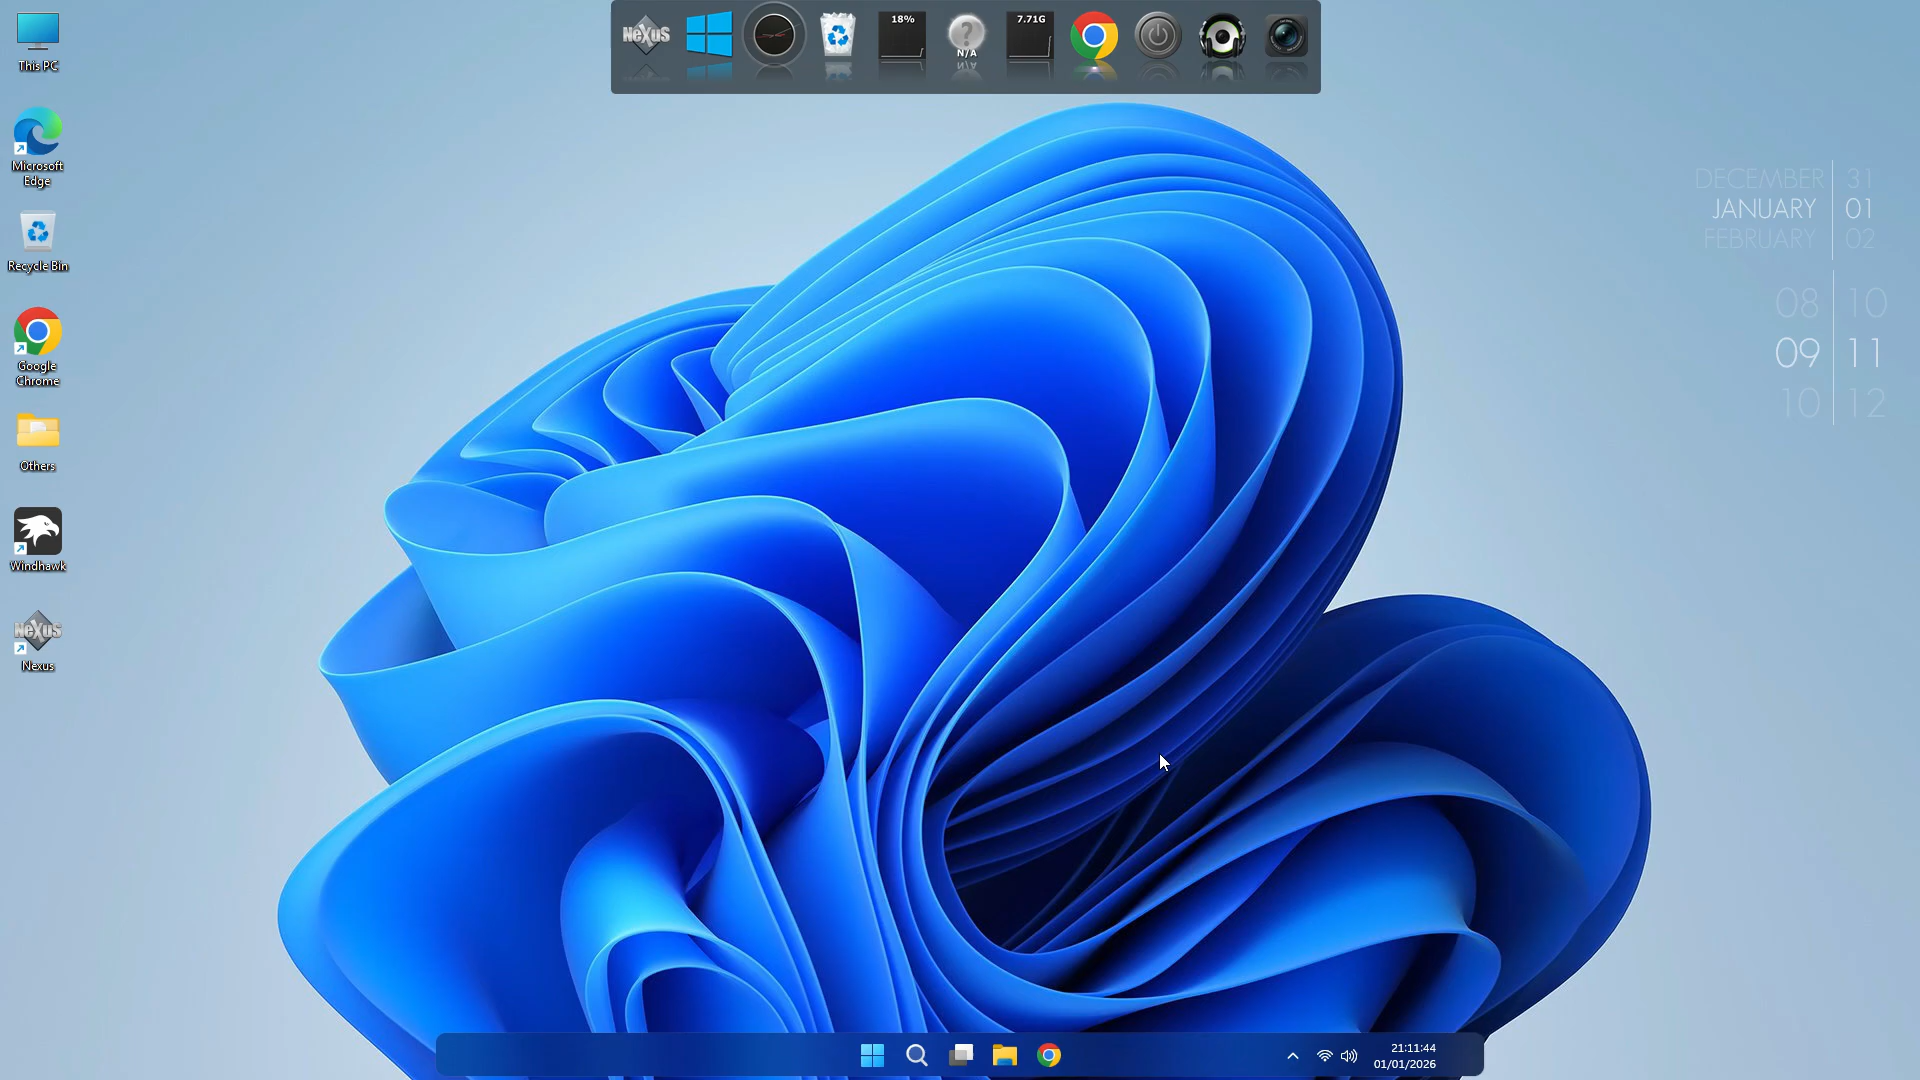 This PC
Microsoft
Edge
Recycle Bin
Google
Chrome
Others
Windhawk
NeXuS
Nexus
NeXuS
18%
?
N/A
7.71G
DECEMBER 31
JANUARY 01
FEBRUARY 02
08 10
09 11
10 12
21:11:44
01/01/2026